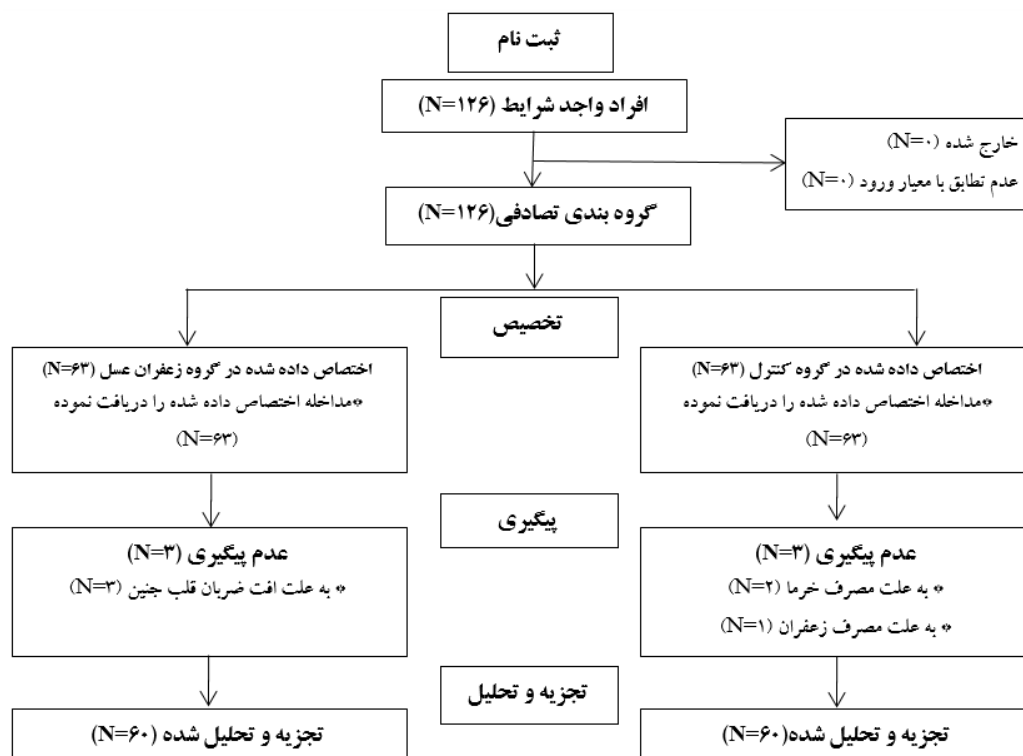 ثبت نام
افراد واجد شرایط (N=۱۲۶)
خارج شده (N=۰)
عدم تطابق با معیار ورود (N=۰)
گروه بندی تصادفی(N=۱۲۶)
تخصیص
اختصاص داده شده در گروه کنترل (N=۶۳)
*مداخله اختصاص داده شده را دریافت نموده
(N=۶۳)
اختصاص داده شده در گروه زعفران عسل (N=۶۳)
*مداخله اختصاص داده شده را دریافت نموده
(N=۶۳)
پیگیری
عدم پیگیری (N=۳)
* به علت مصرف خرما (N=۲)
* به علت مصرف زعفران (N=۱)
عدم پیگیری (N=۳)
* به علت افت ضربان قلب جنین (N=۳)
تجزیه و تحلیل
تجزیه و تحلیل شده(N=۶۰)
تجزیه و تحلیل شده (N=۶۰)